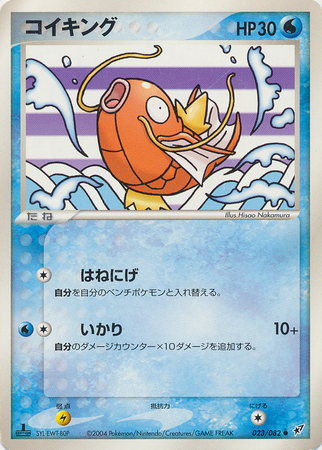 コイキング HP30
たね
Illus. Hisao Nakamura
はねにげ
自分を自分のベンチポケモンと入れ替える。
いかり 10+
自分のダメージカウンター×10ダメージを追加する。
弱点 抵抗力 にげる
1
SYL-EWT-80P ©2004 Pokémon/Nintendo/Creatures/GAME FREAK 023/082